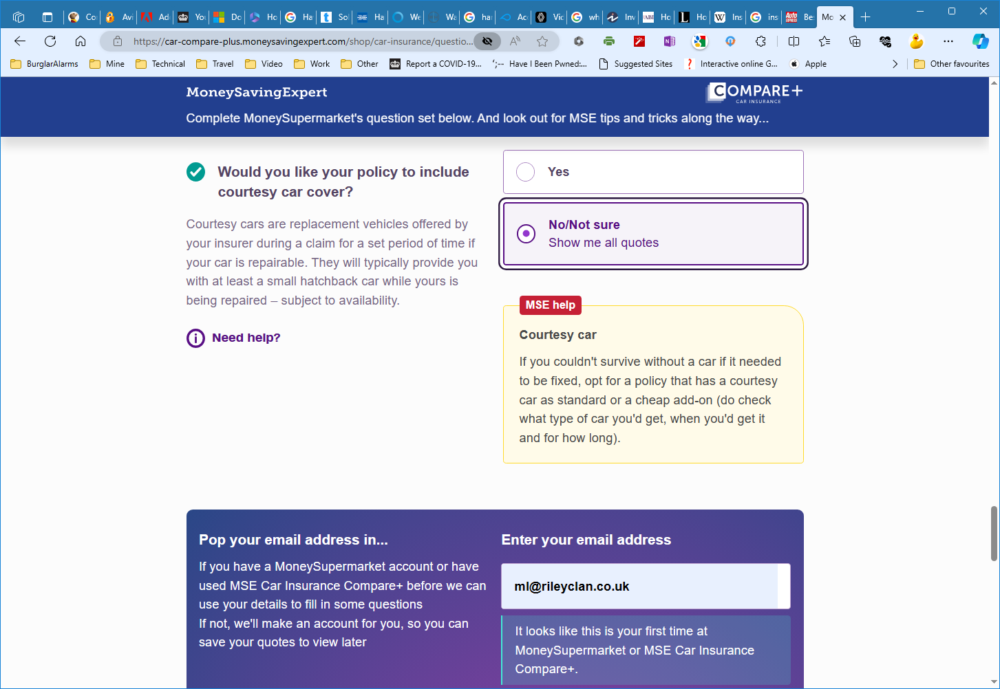 Co
Avi
Ad
Yo
Do
Ho
Ha
So
Ha
We
Wa
har
Acc
Vic
wh
Inv
ABI
Ho
L
Ho
W
Ins
ins
AUTO EXPRESS
Be
Mo
https://car-compare-plus.moneysavingexpert.com/shop/car-insurance/questio...
BurglarAlarms
Mine
Technical
Travel
Video
Work
Other
Report a COVID-19...
Have I Been Pwned:...
Suggested Sites
Interactive online G...
Apple
Other favourites
MoneySavingExpert
COMPARE+
CAR INSURANCE
Complete MoneySupermarket's question set below. And look out for MSE tips and tricks along the way...
Would you like your policy to include
courtesy car cover?
Courtesy cars are replacement vehicles offered by
your insurer during a claim for a set period of time if
your car is repairable. They will typically provide you
with at least a small hatchback car while yours is
being repaired – subject to availability.
Need help?
Yes
No/Not sure
Show me all quotes
MSE help
Courtesy car
If you couldn't survive without a car if it needed
to be fixed, opt for a policy that has a courtesy
car as standard or a cheap add-on (do check
what type of car you'd get, when you'd get it
and for how long).
Pop your email address in...
If you have a MoneySupermarket account or have
used MSE Car Insurance Compare+ before we can
use your details to fill in some questions
If not, we'll make an account for you, so you can
save your quotes to view later
Enter your email address
ml@rileyclan.co.uk
It looks like this is your first time at
MoneySupermarket or MSE Car Insurance
Compare+.